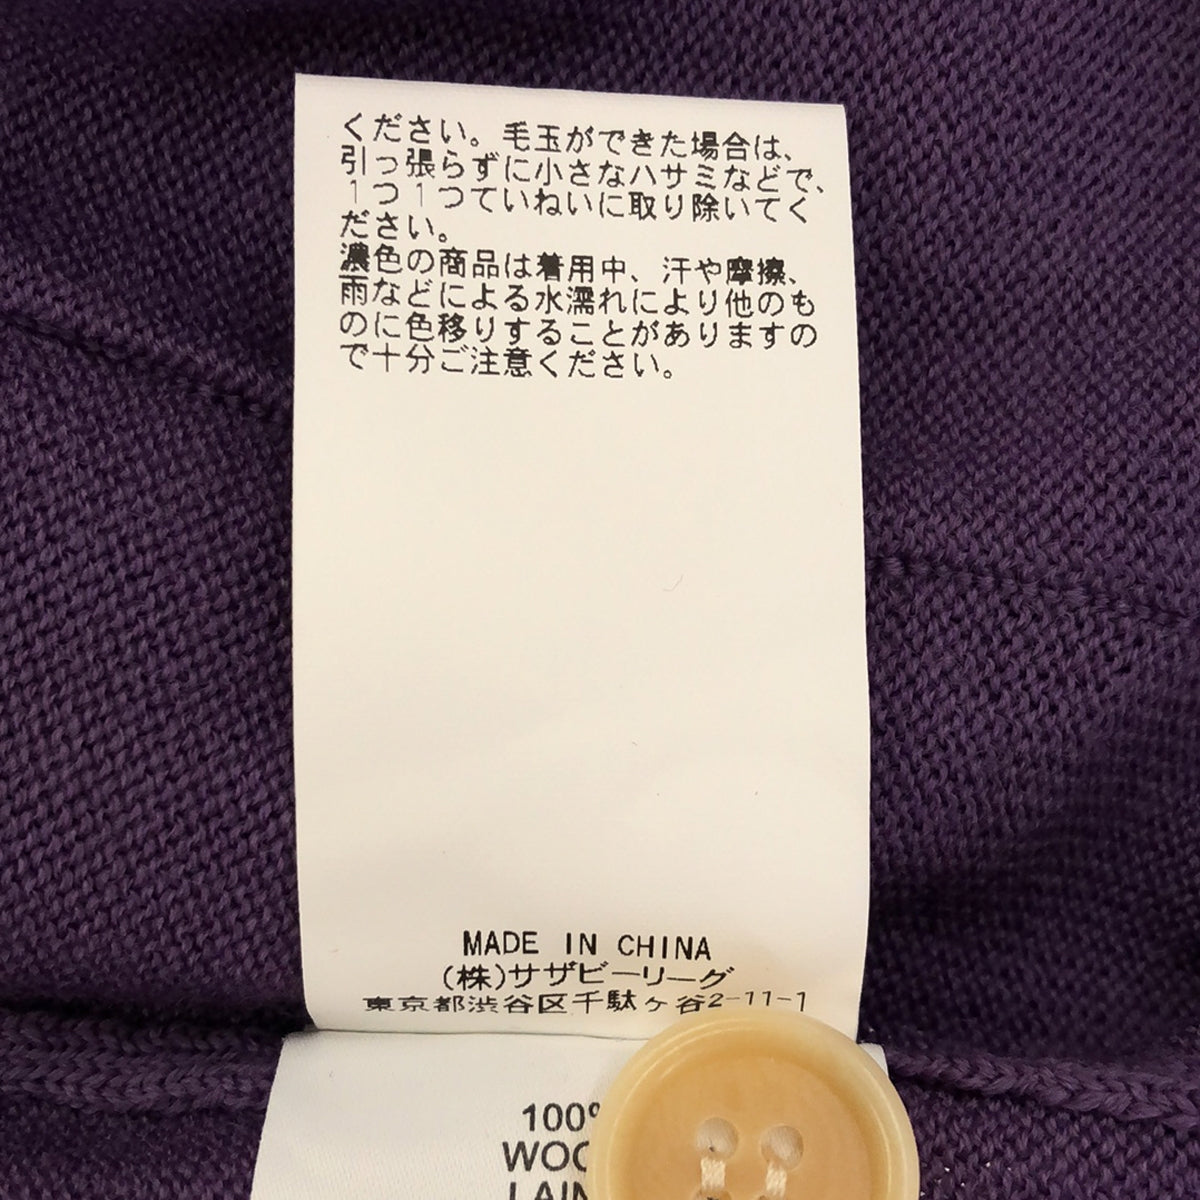 ください。毛玉ができた場合は、
引っ張らずに小さなハサミなどで、
1つ1つていねいに取り除いてく
ださい。
濃色の商品は着用中、汗や摩擦、
雨などによる水濡れにより他のも
のに色移りすることがありますの
で十分ご注意ください。
MADE IN CHINA
(株)サザビーリーグ
東京都渋谷区千駄ヶ谷2-11-1
100%